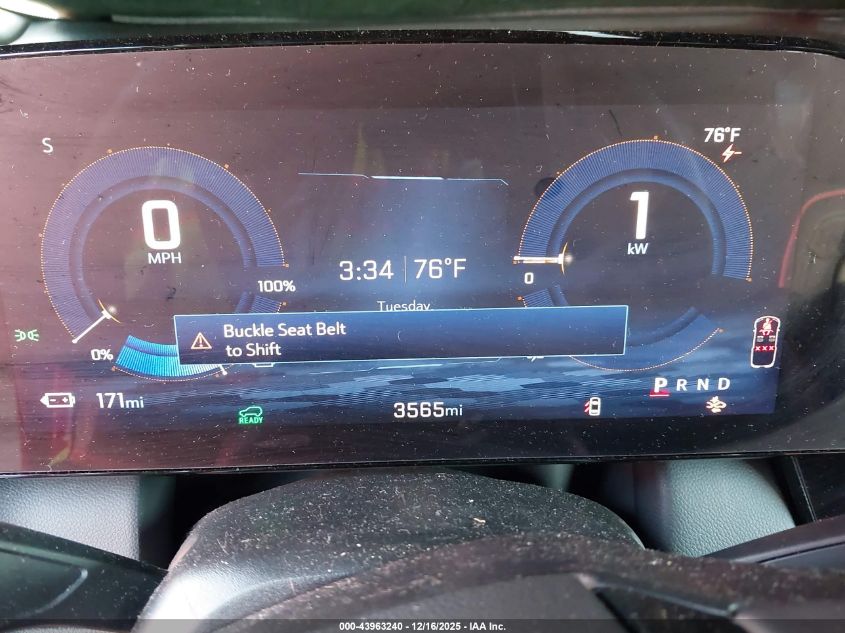 76°F
S
0
MPH
1
kW
3:34 76°F
100%
0
Tuesday
Buckle Seat Belt
to Shift
0%
P R N D
171mi
READY
3565mi
000-43963240 - 12/16/2025 - IAA Inc.